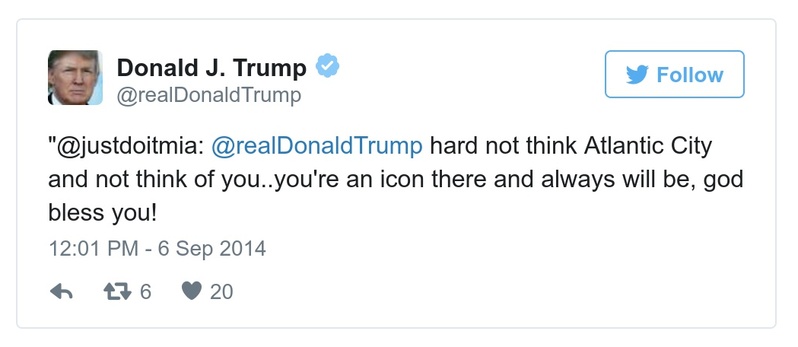 Donald J. Trump
Follow
@realDonaldTrump
"@justdoitmia: @realDonaldTrump hard not think Atlantic City
and not think of you..you're an icon there and always will be, god
bless you!
12:01 PM - 6 Sep 2014
6 20